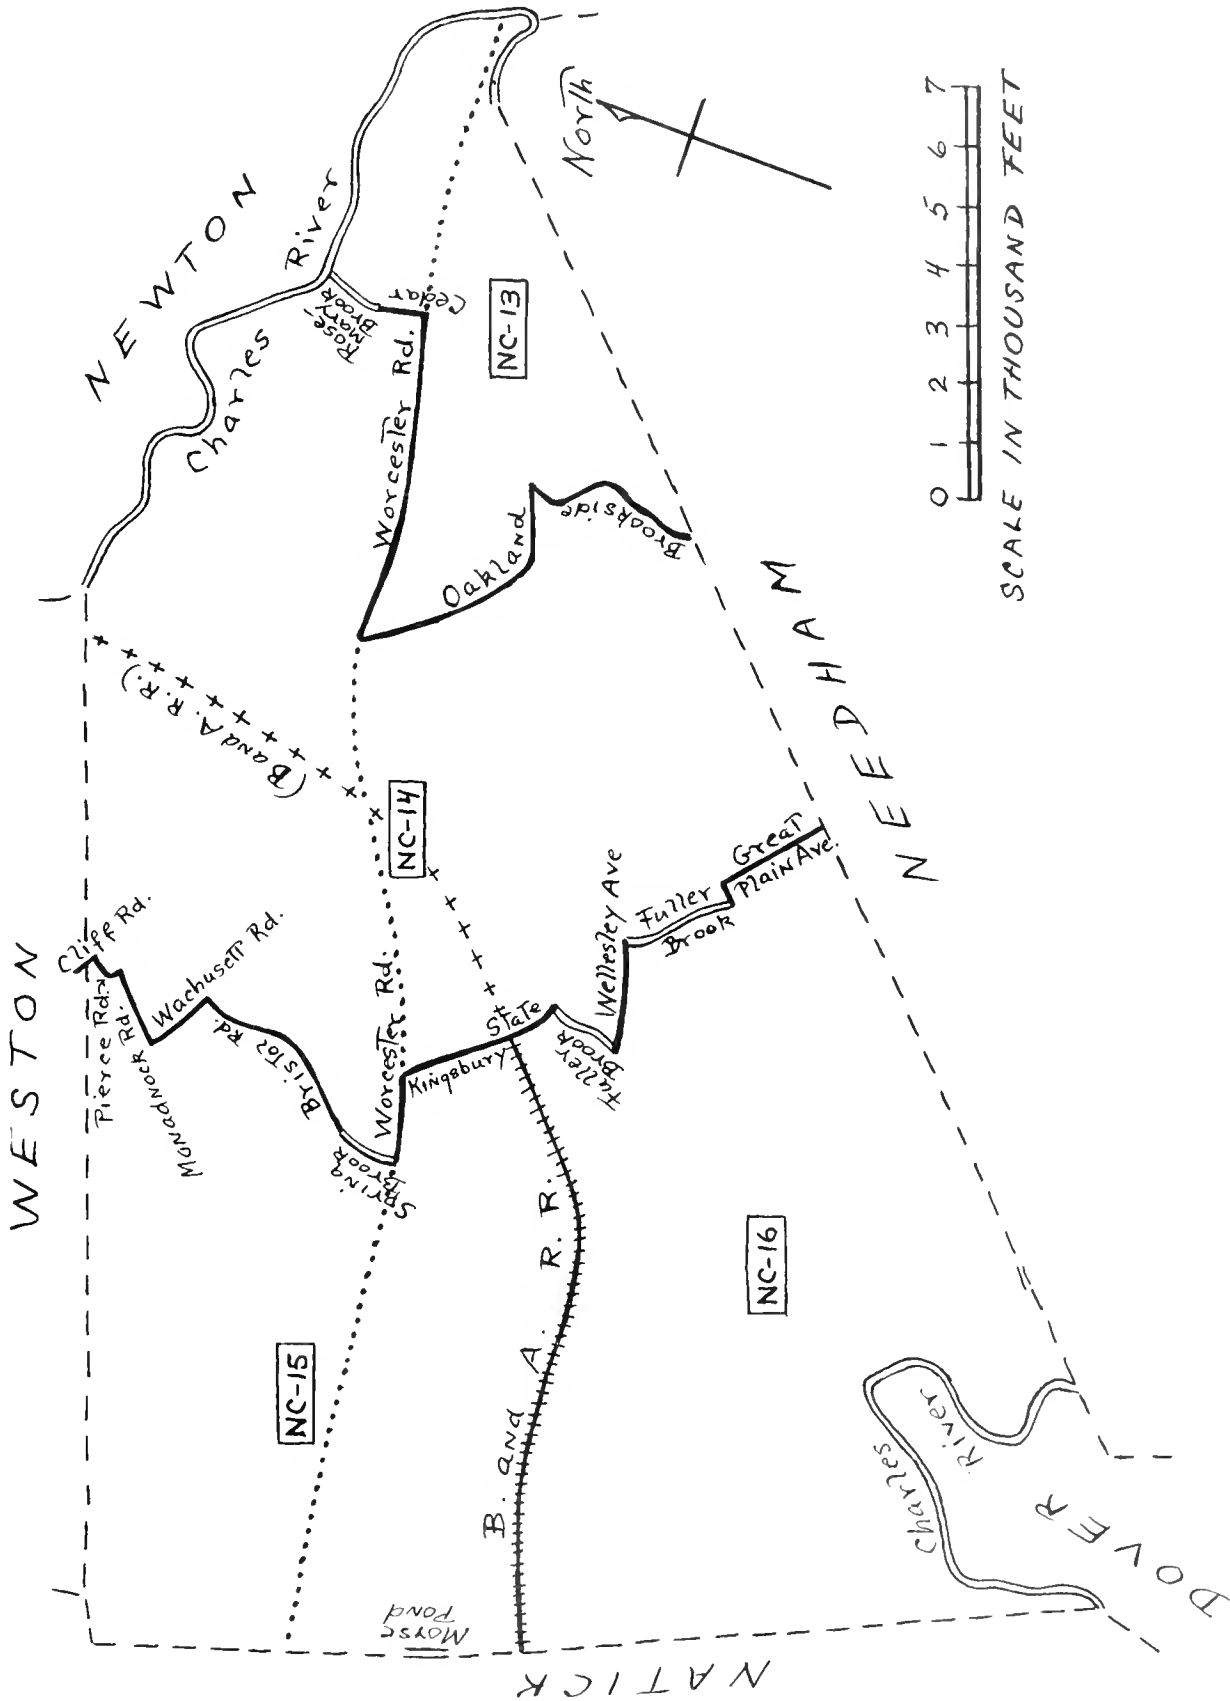 WESTON
NEWTON
Charles
River
Cliff Rd.
Pierce Rd.
Monadnock Rd.
Wachusett Rd.
Bristol Rd.
Spring
Brook
Worcester Rd.
Kingsbury
State
Fuller
Brook
Wellesley Ave
Fuller
Brook
Great
Plain Ave.
(B and A. R.R.)
Worcester Rd.
Rose-
mary
Brook
Cedar
Oakland
Brookside
NC-13
NC-14
NC-15
NC-16
B. and A. R. R.
Morse
Pond
NATICK
Charles
River
DOVER
NEEDHAM
North
0 1 2 3 4 5 6 7
SCALE IN THOUSAND FEET